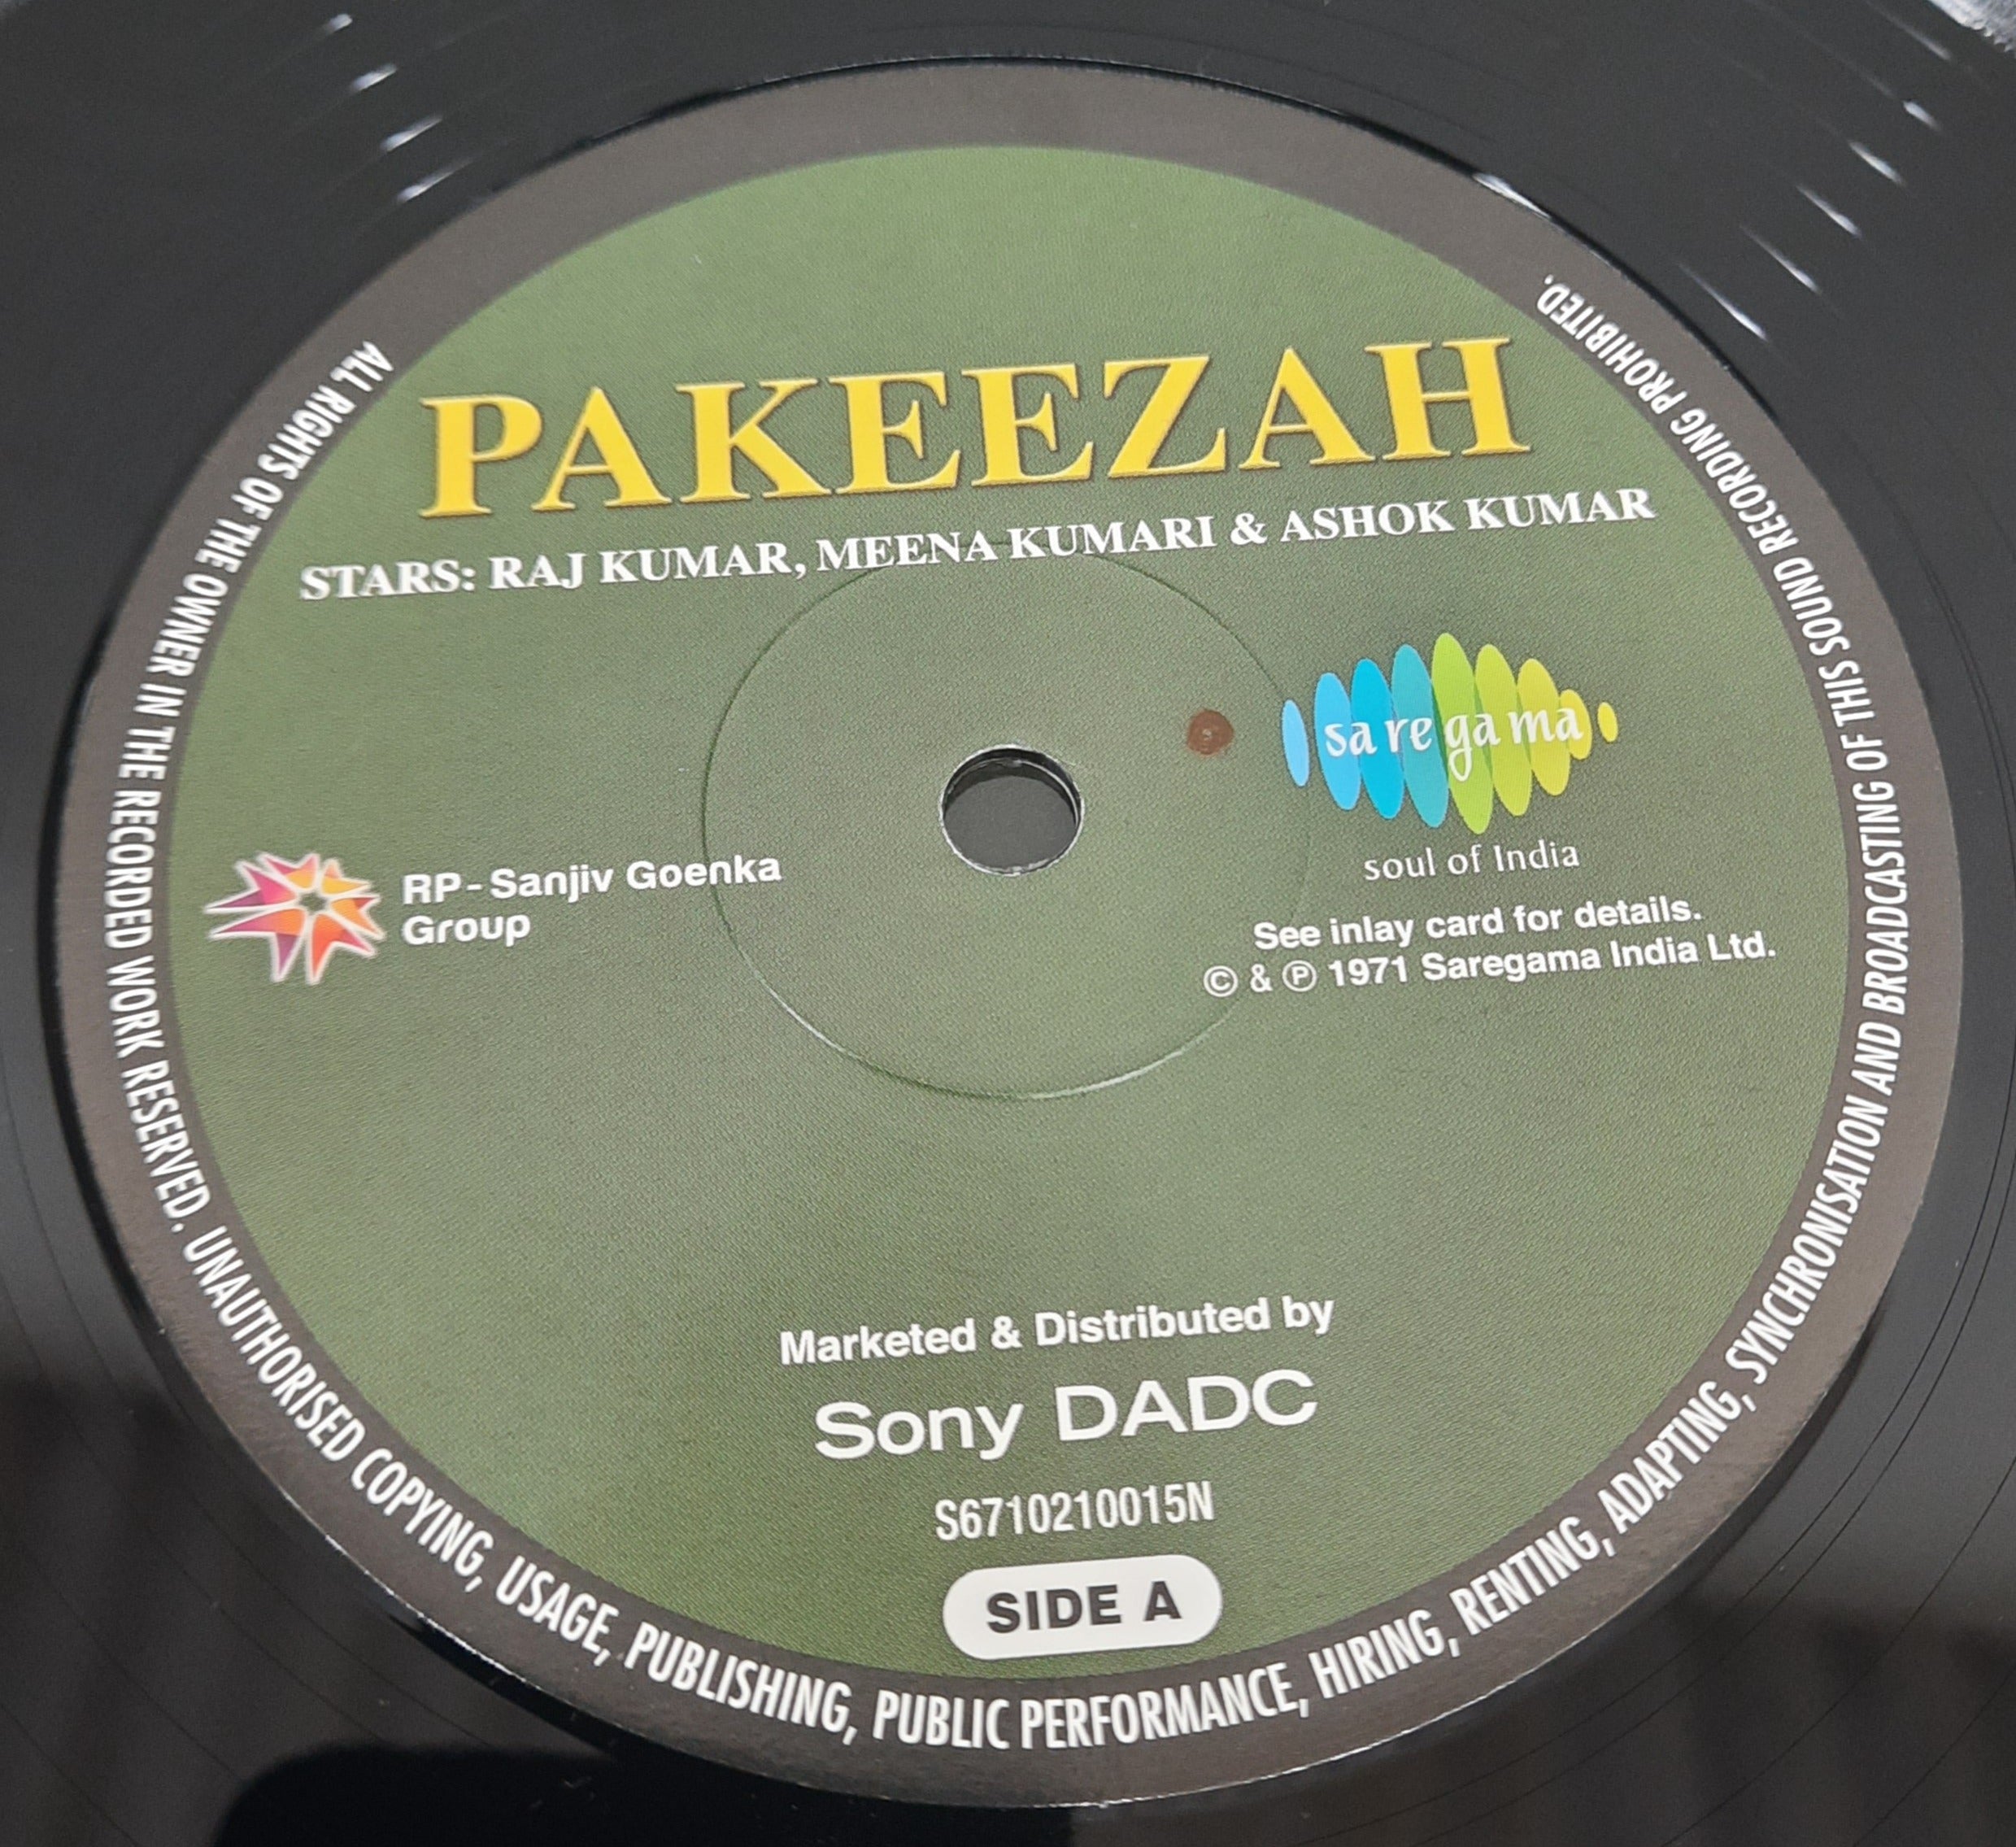 PAKEEZAH
STARS: RAJ KUMAR, MEENA KUMARI & ASHOK KUMAR
sa re ga ma
soul of India
RP-Sanjiv Goenka
Group
See inlay card for details.
© & ℗ 1971 Saregama India Ltd.
Marketed & Distributed by
Sony DADC
S6710210015N
SIDE A
ALL RIGHTS OF THE OWNER IN THE RECORDED WORK RESERVED. UNAUTHORISED COPYING, USAGE, PUBLISHING, PUBLIC PERFORMANCE, HIRING, RENTING, ADAPTING, SYNCHRONISATION AND BROADCASTING OF THIS SOUND RECORDING PROHIBITED.